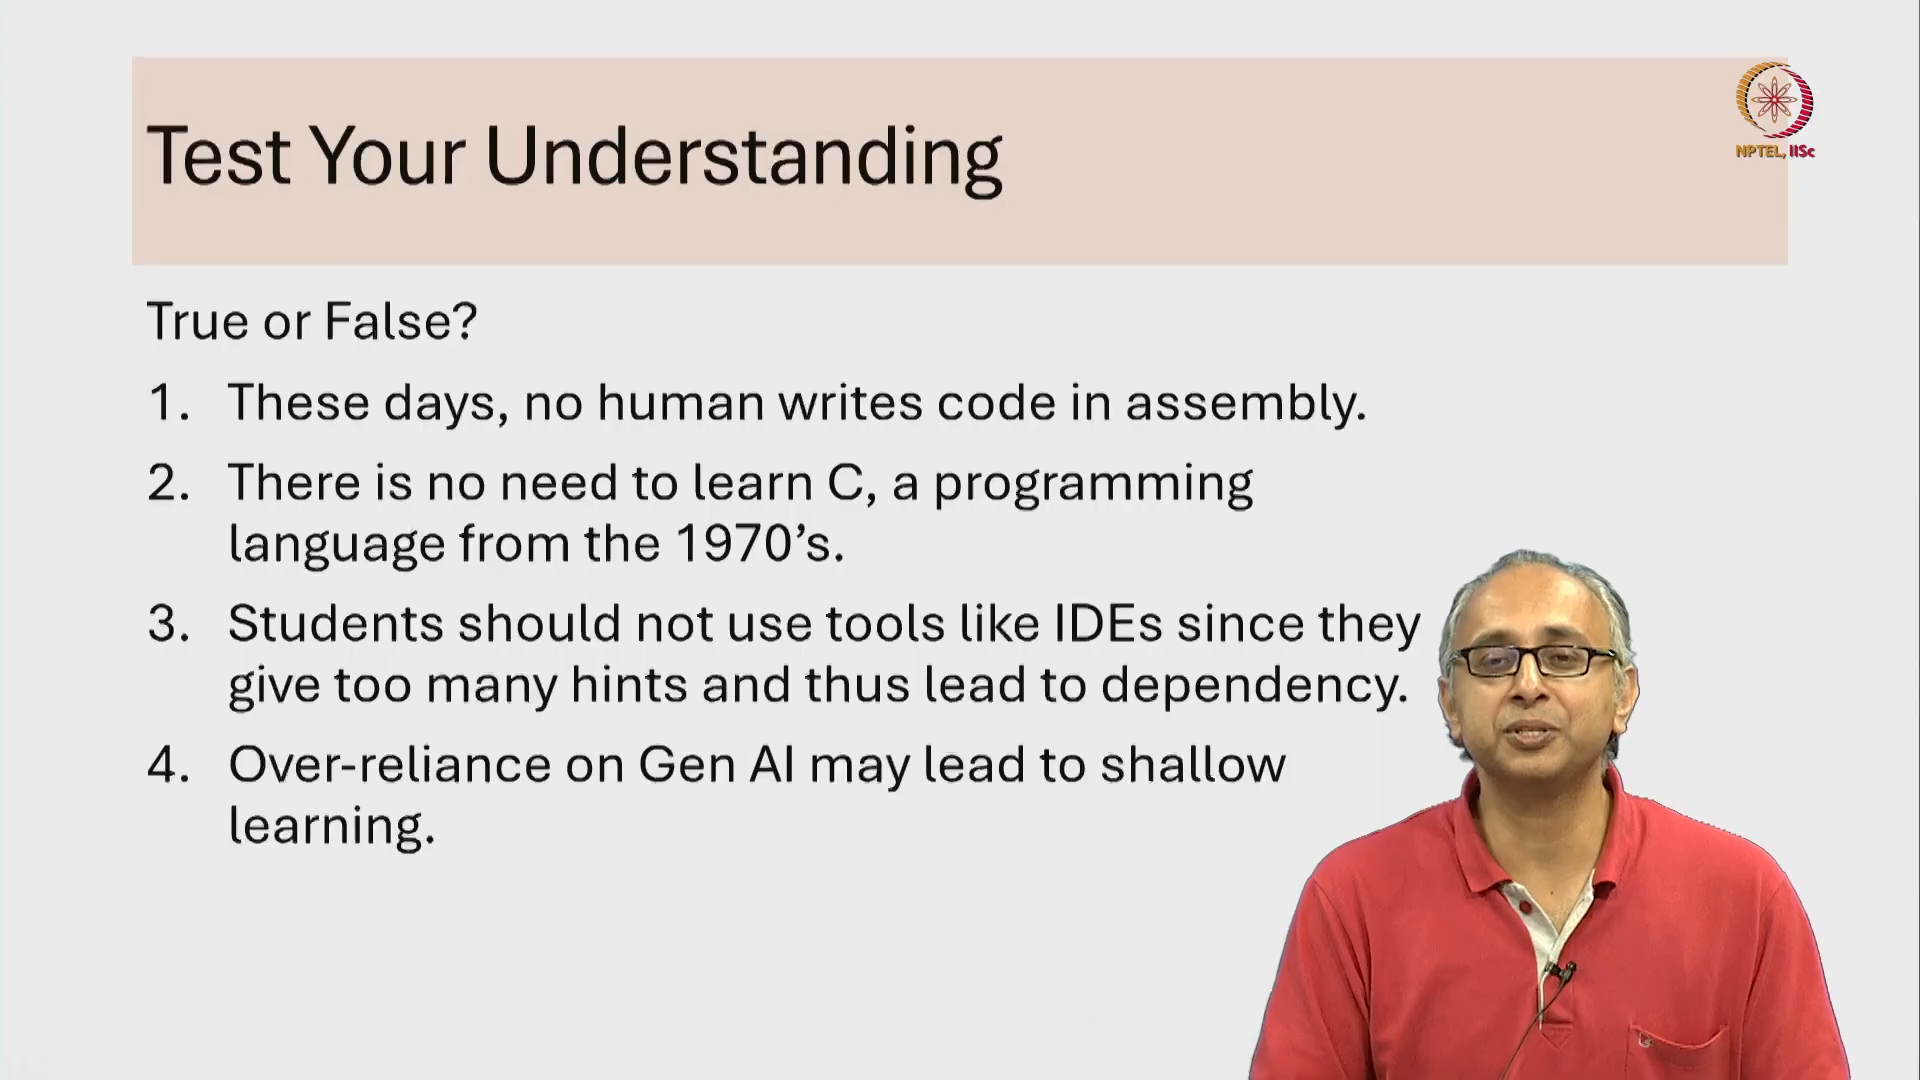 Test Your Understanding
NPTEL, IISc
True or False?
1. These days, no human writes code in assembly.
2. There is no need to learn C, a programming
language from the 1970’s.
3. Students should not use tools like IDEs since they
give too many hints and thus lead to dependency.
4. Over-reliance on Gen AI may lead to shallow
learning.